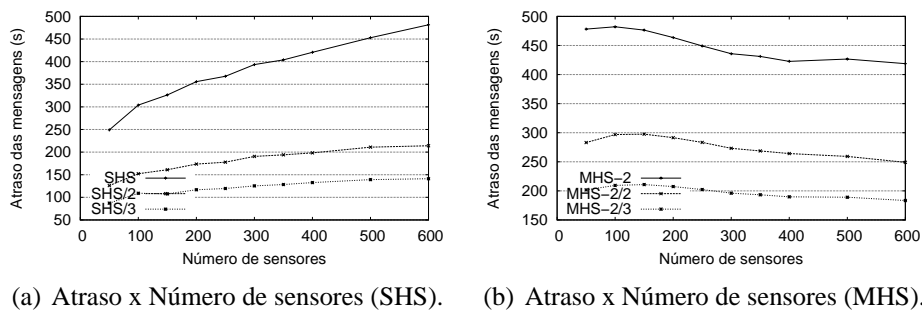 500
450
400
350
300
250
200
150
100
50
0 100 200 300 400 500 600
Atraso das mensagens (s)
Número de sensores
SHS
SHS/2
SHS/3
500
450
400
350
300
250
200
150
0 100 200 300 400 500 600
Atraso das mensagens (s)
Número de sensores
MHS-2
MHS-2/2
MHS-2/3
(a) Atraso x Número de sensores (SHS).
(b) Atraso x Número de sensores (MHS).